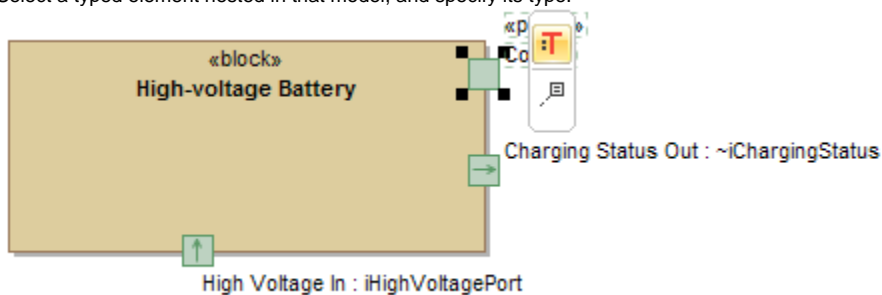 Select a typed element nested in that model, and specify its type.
«block»
High-voltage Battery
:T
Charging Status Out : ~iChargingStatus
High Voltage In : iHighVoltagePort